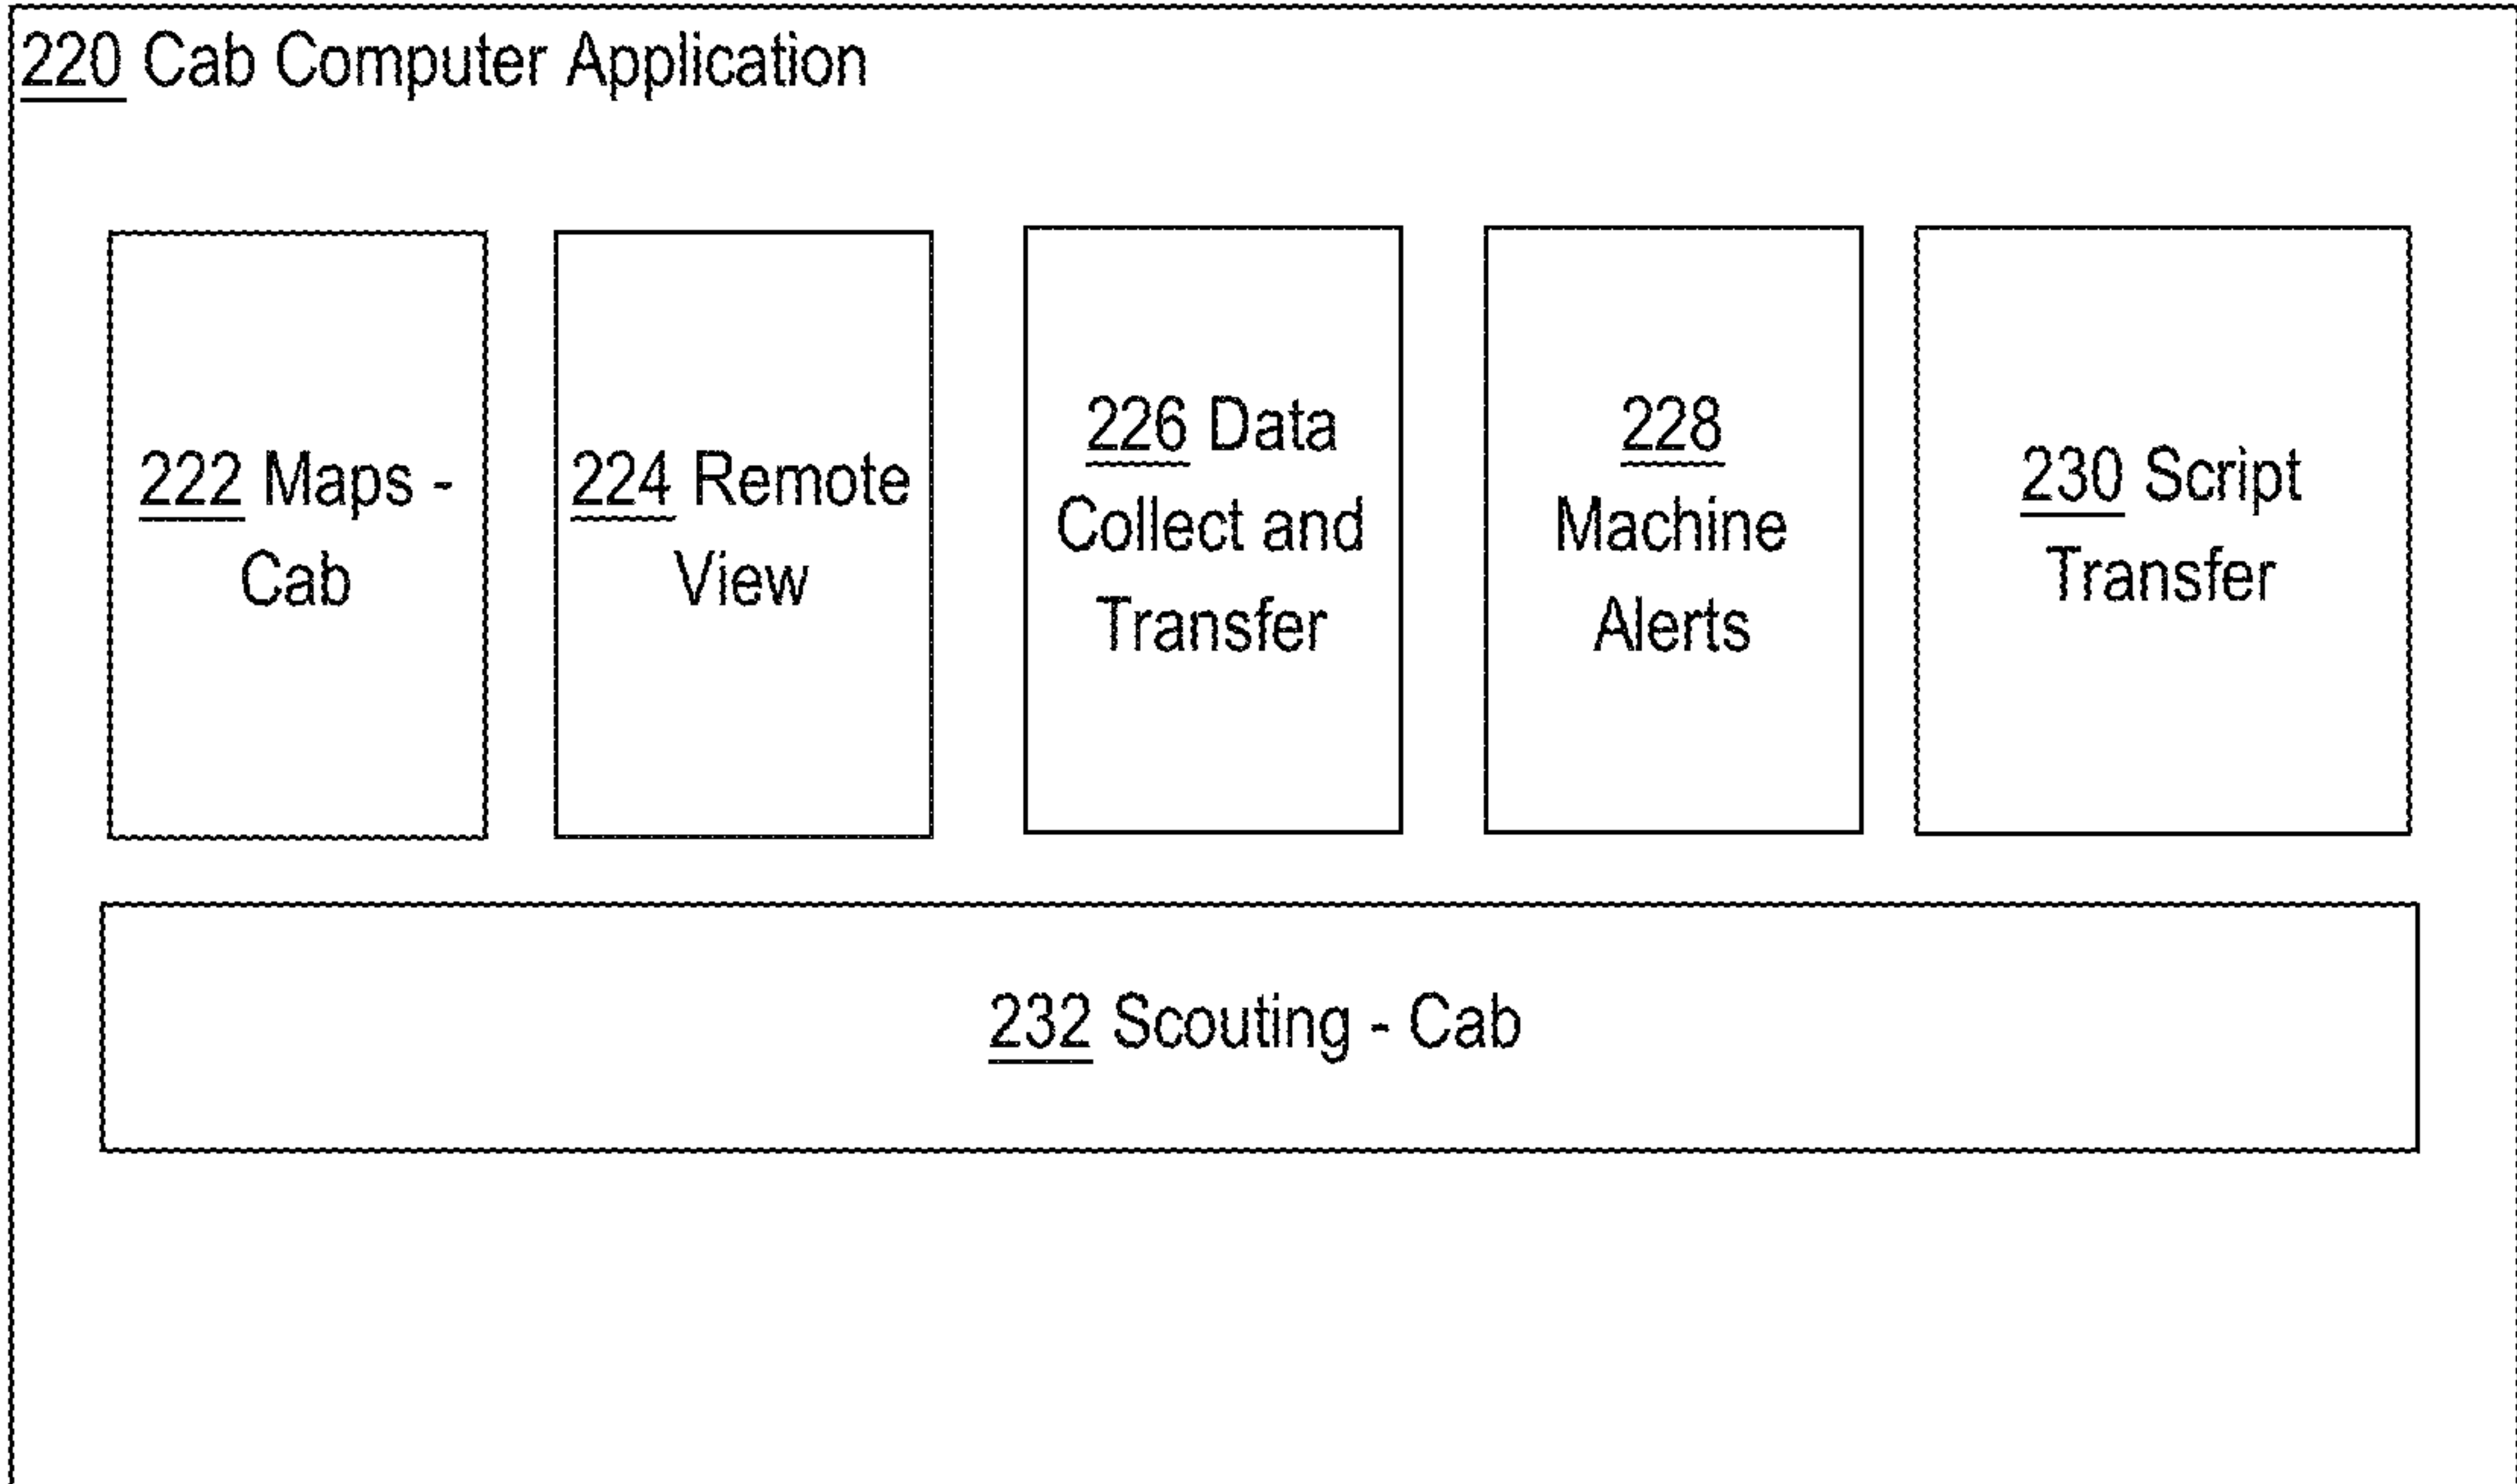 220 Cab Computer Application
222 Maps -
Cab
224 Remote
View
226 Data
Collect and
Transfer
228
Machine
Alerts
230 Script
Transfer
232 Scouting - Cab